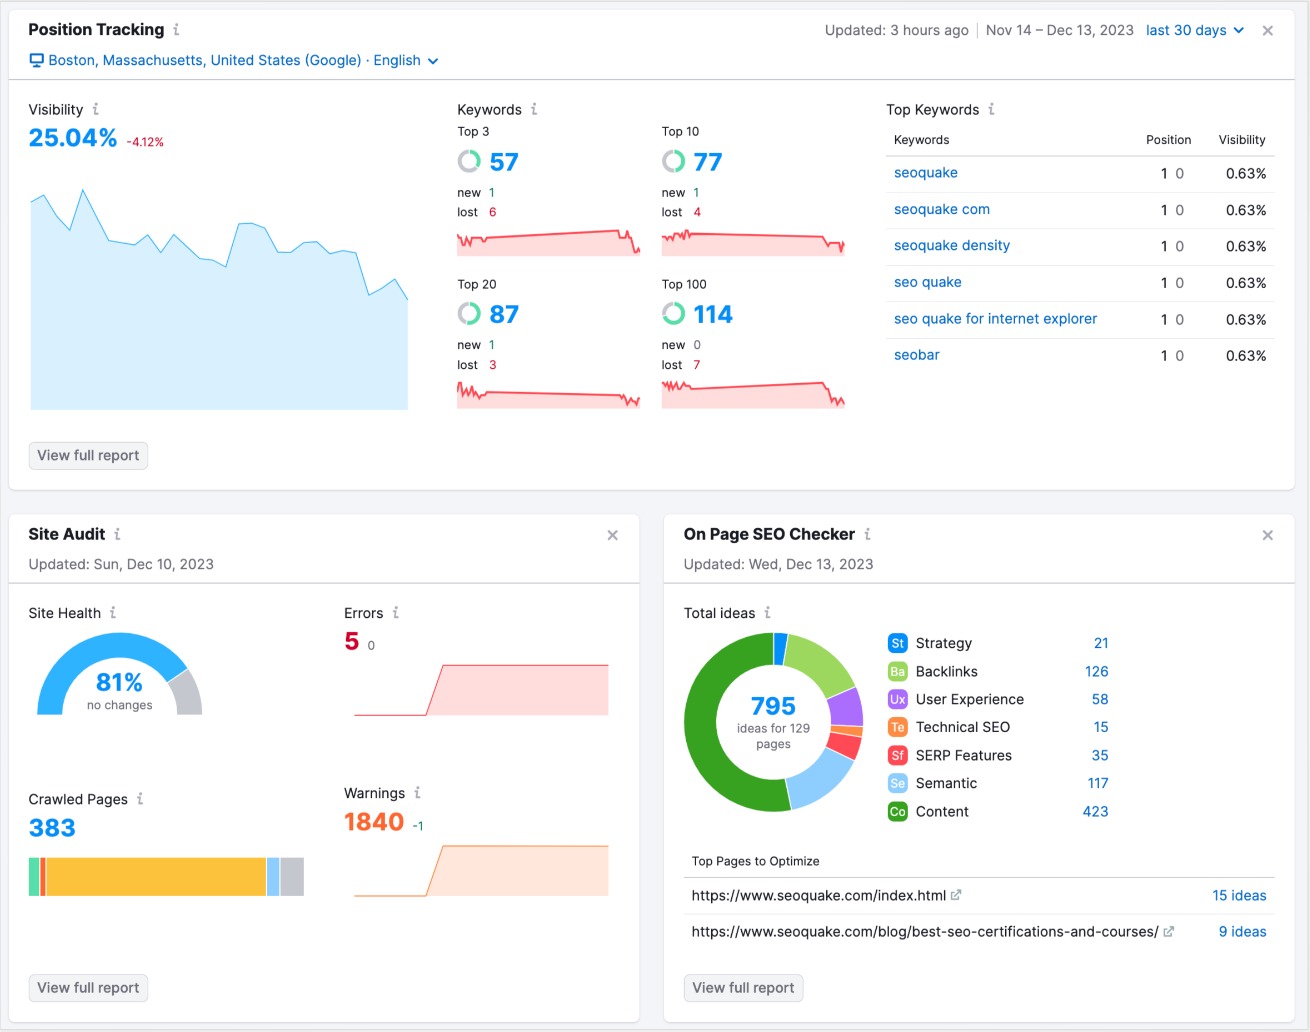 Position Tracking i
Updated: 3 hours ago | Nov 14 – Dec 13, 2023 last 30 days
Boston, Massachusetts, United States (Google) · English
Visibility i
25.04% -4.12%
Keywords i
Top 3
57
new 1
lost 6
Top 10
77
new 1
lost 4
Top 20
87
new 1
lost 3
Top 100
114
new 0
lost 7
Top Keywords i
Keywords Position Visibility
seoquake 1 0 0.63%
seoquake com 1 0 0.63%
seoquake density 1 0 0.63%
seo quake 1 0 0.63%
seo quake for internet explorer 1 0 0.63%
seobar 1 0 0.63%
View full report
Site Audit i
Updated: Sun, Dec 10, 2023
Site Health i
81%
no changes
Errors i
5 0
Crawled Pages i
383
Warnings i
1840 -1
View full report
On Page SEO Checker i
Updated: Wed, Dec 13, 2023
Total ideas i
795
ideas for 129
pages
St Strategy 21
Ba Backlinks 126
Ux User Experience 58
Te Technical SEO 15
Sf SERP Features 35
Se Semantic 117
Co Content 423
Top Pages to Optimize
https://www.seoquake.com/index.html 15 ideas
https://www.seoquake.com/blog/best-seo-certifications-and-courses/ 9 ideas
View full report